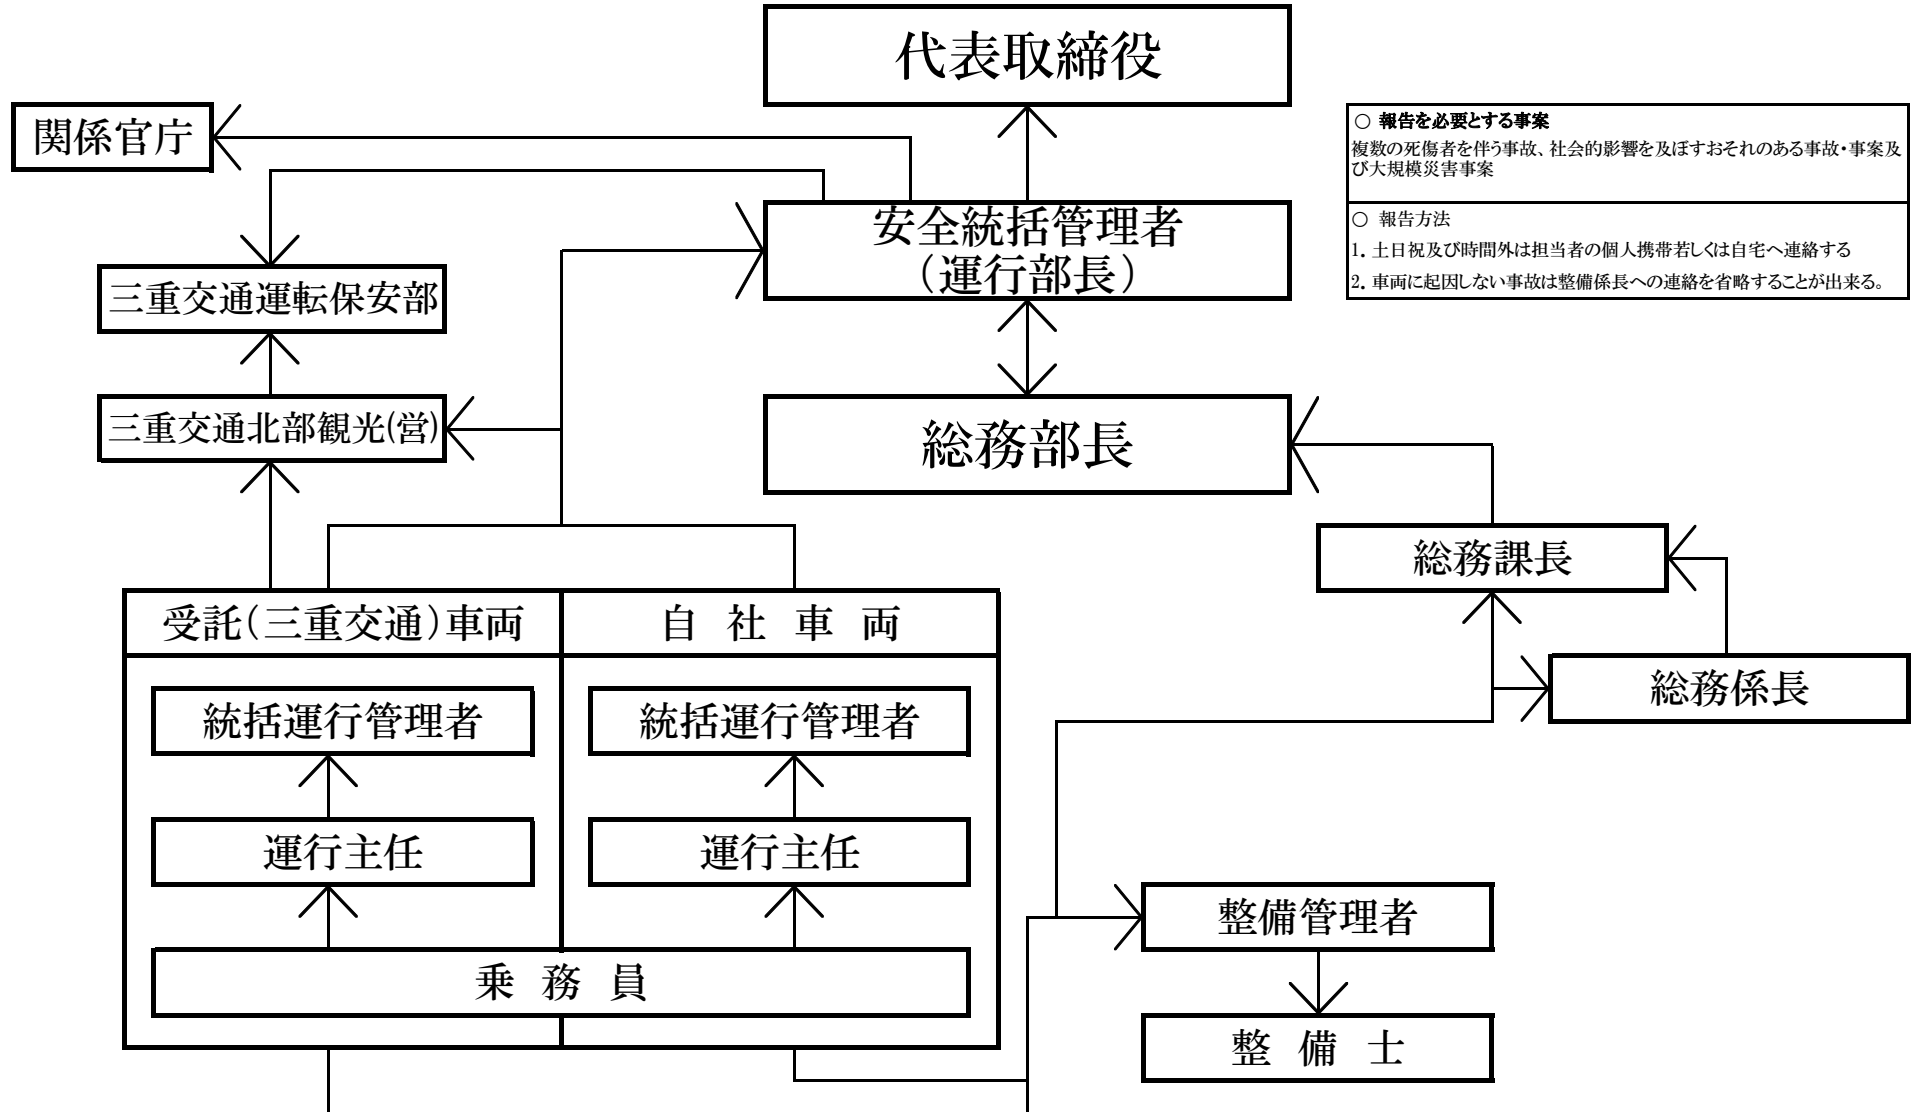 代表取締役
関係官庁
○ 報告を必要とする事案
複数の死傷者を伴う事故、社会的影響を及ぼすおそれのある事故・事案及
び大規模災害事案
安全統括管理者
（運行部長）
○ 報告方法
1. 土日祝及び時間外は担当者の個人携帯若しくは自宅へ連絡する
2. 車両に起因しない事故は整備係長への連絡を省略することが出来る。
三重交通運転保安部
三重交通北部観光(営)
総務部長
総務課長
受託（三重交通）車両
自 社 車 両
総務係長
統括運行管理者
統括運行管理者
運行主任
運行主任
整備管理者
乗 務 員
整 備 士